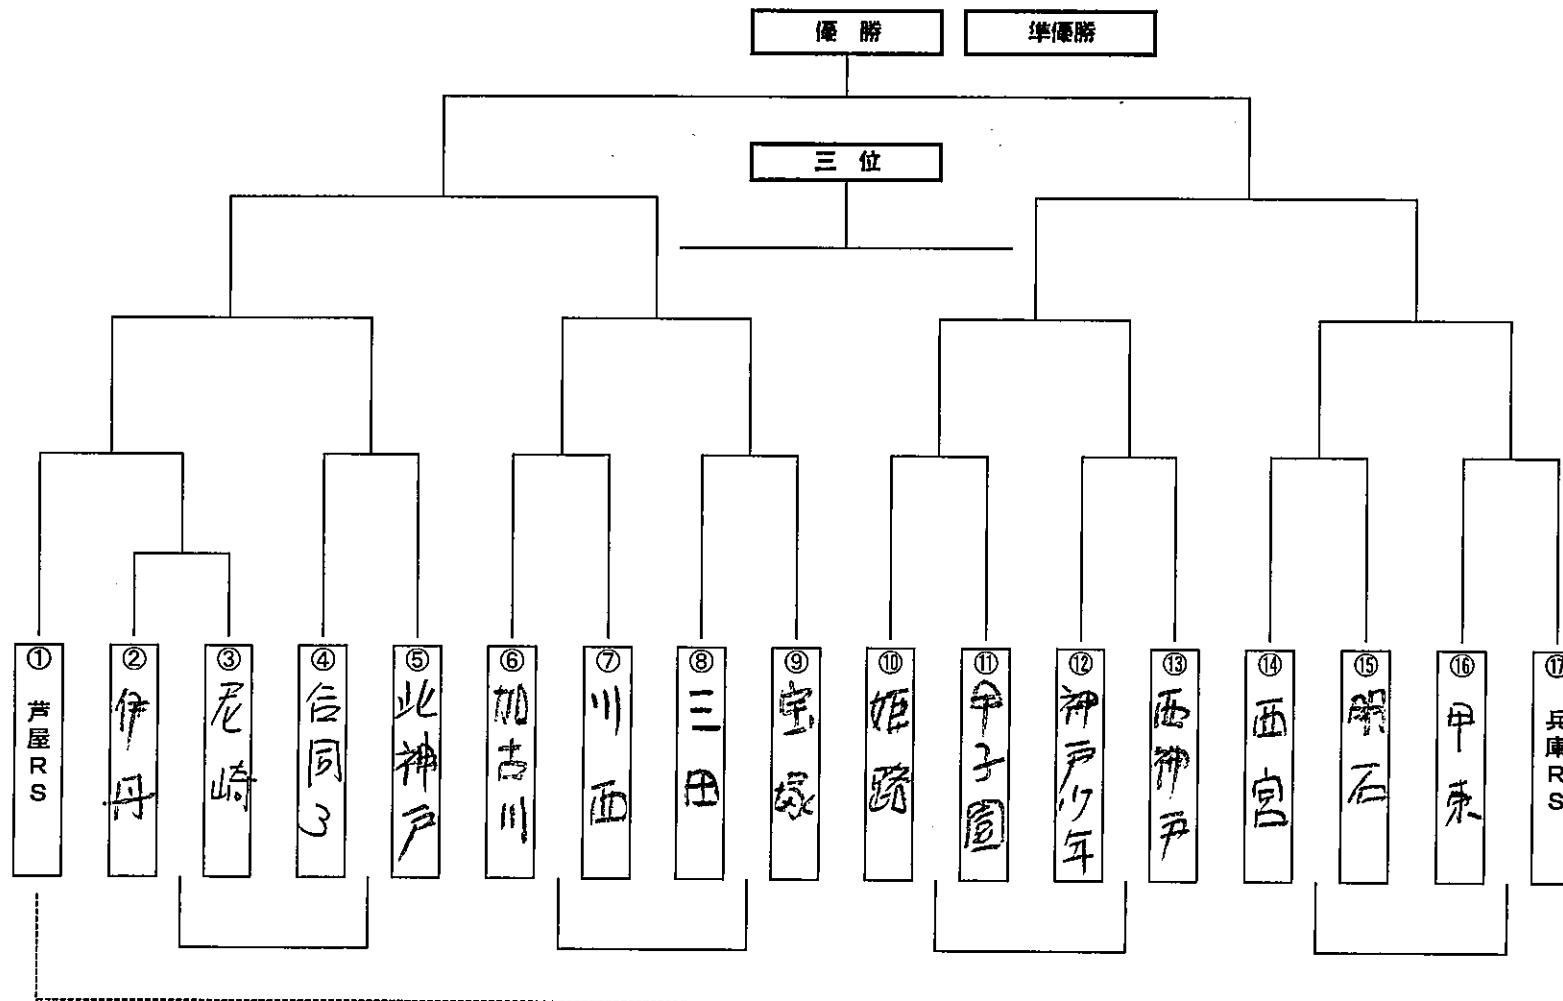 優 勝
準優勝
三 位
① 芦屋RS
② 伊丹
③ 尼崎
④ 合同3
⑤ 北神戸
⑥ 加古川
⑦ 川西
⑧ 三田
⑨ 宝塚
⑩ 姫路
⑪ 甲子園
⑫ 神戸少年
⑬ 西神戸
⑭ 西宮
⑮ 明石
⑯ 甲東
⑰ 兵庫RS